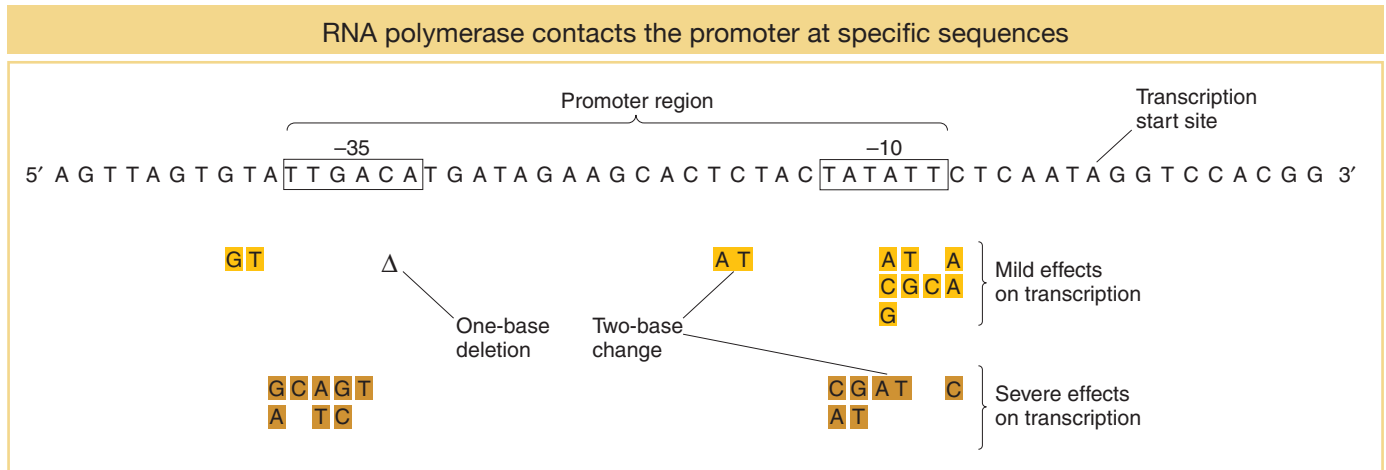 RNA polymerase contacts the promoter at specific sequences
Promoter region
Transcription
start site
–35
–10
5′ A G T T A G T G T A T T G A C A T G A T A G A A G C A C T C T A C T A T A T T C T C A A T A G G T C C A C G G 3′
G T
Δ
A T
A T A
C G C A
G
Mild effects
on transcription
One-base
deletion
Two-base
change
G C A G T
A T C
C G A T C
A T
Severe effects
on transcription